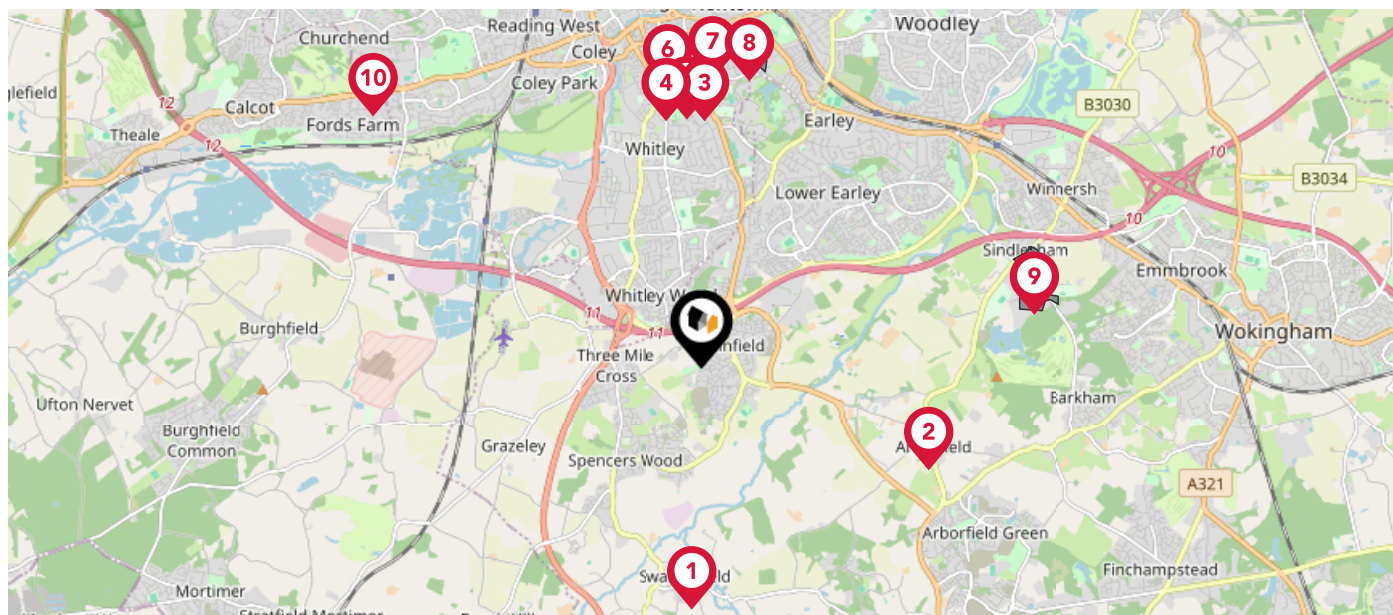 Reading West
Woodley
Churchend
Coley
7
8
6
10
Coley Park
4
3
12
B3030
Calcot
Fords Farm
Theale
Earley
12
Whitley
10
B3034
Lower Earley
Winnersh
10
Sindlesham
9
Emmbrook
Whitley
11
Burghfield
11
Wokingham
Three Mile
Cross
Barkham
Ufton Nervet
Burghfield
Common
2
Grazeley
Spencers Wood
A321
Arborfield Green
1
Finchampstead
Mortimer
Stratfield Mortimer